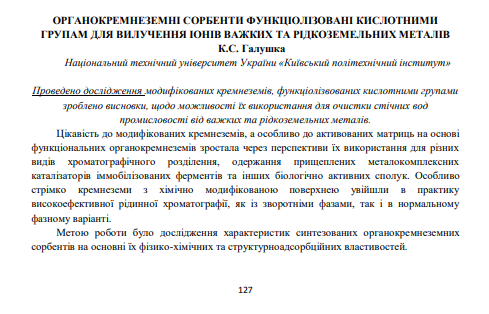 ОРГАНОКРЕМНЕЗЕМНІ СОРБЕНТИ ФУНКЦІОЛІЗОВАНІ КИСЛОТНИМИ
ГРУПАМ ДЛЯ ВИЛУЧЕННЯ ІОНІВ ВАЖКИХ ТА РІДКОЗЕМЕЛЬНИХ МЕТАЛІВ
К.С. Галушка
Національний технічний університет України «Київський політехнічний інститут»
Проведено дослідження модифікованих кремнеземів, функціолізвованих кислотними групами
зроблено висновки, щодо можливості їх використання для очистки стічних вод
промисловості від важких та рідкоземельних металів.
Цікавість до модифікованих кремнеземів, а особливо до активованих матриць на основі
функціональних органокремнеземів зростала через перспективи їх використання для різних
видів хроматографічного розділення, одержання прищеплених металокомплексних
каталізаторів іммобілізованих ферментів та інших біологічно активних сполук. Особливо
стрімко кремнеземи з хімічно модифікованою поверхнею увійшли в практику
високоефективної рідинної хроматографії, як із зворотніми фазами, так і в нормальному
фазному варіанті.
Метою роботи було дослідження характеристик синтезованих органокремнеземних
сорбентів на основні їх фізико-хімічних та структурноадсорбційних властивостей.
127